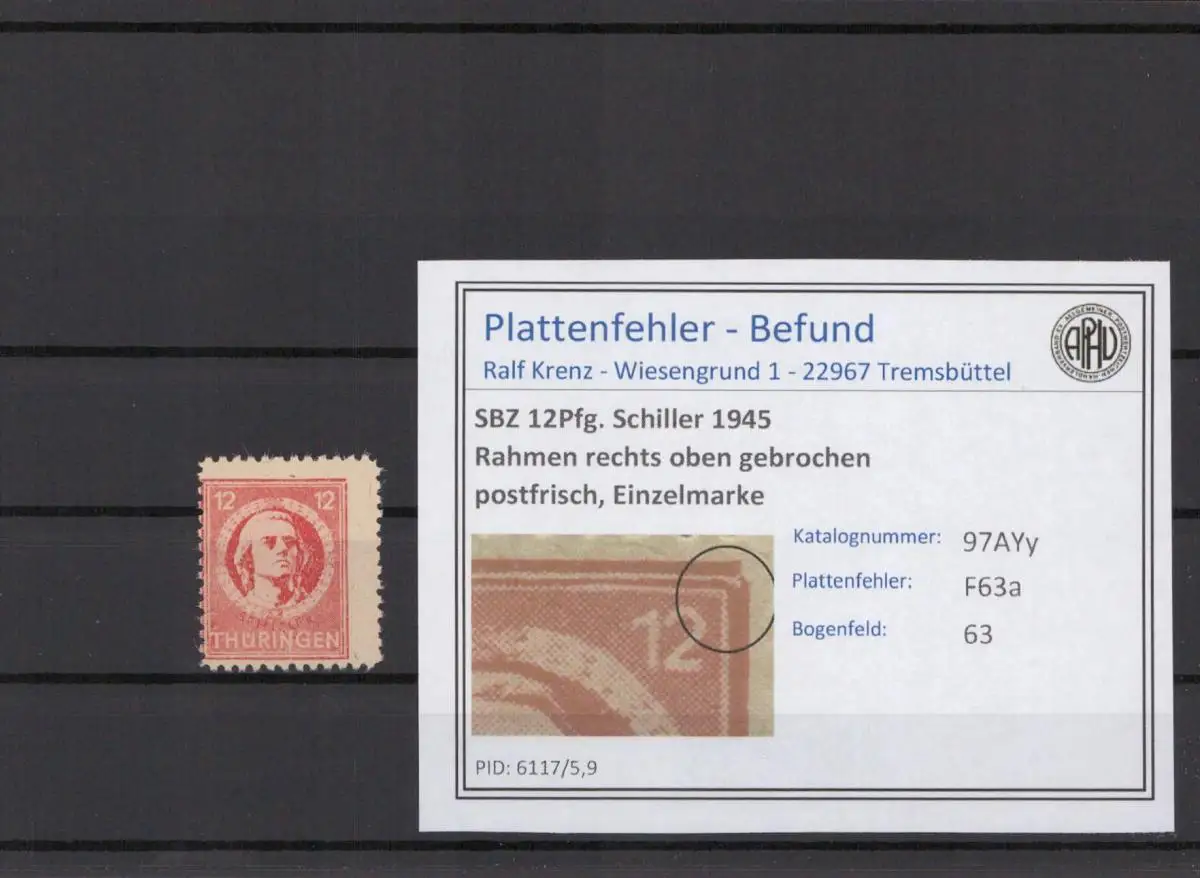 12 12
THÜRINGEN
Plattenfehler - Befund
Ralf Krenz - Wiesengrund 1 - 22967 Tremsbüttel
APHV
SBZ 12Pfg. Schiller 1945
Rahmen rechts oben gebrochen
postfrisch, Einzelmarke
12
Katalognummer: 97AYy
Plattenfehler: F63a
Bogenfeld: 63
PID: 6117/5,9